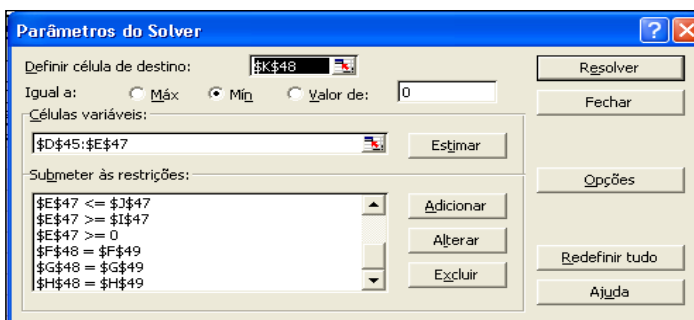 Parâmetros do Solver
Definir célula de destino: $K$48 Resolver
Igual a: Máx Mín Valor de: 0 Fechar
Células variáveis:
$D$45:$E$47 Estimar
Submeter às restrições: Opções
$E$47 <= $J$47 Adicionar
$E$47 >= $I$47
$E$47 >= 0 Alterar
$F$48 = $F$49 Redefinir tudo
$G$48 = $G$49 Excluir
$H$48 = $H$49 Ajuda